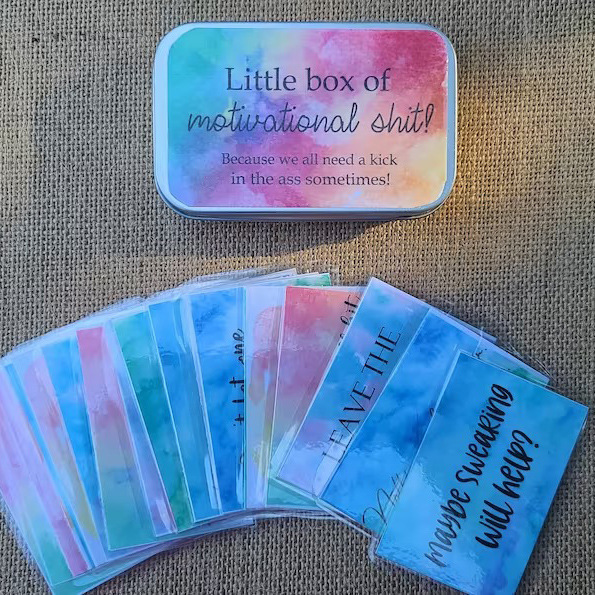 Little box of
motivational shit!
Because we all need a kick
in the ass sometimes!
LEAVE THE
maybe swearing
will help?